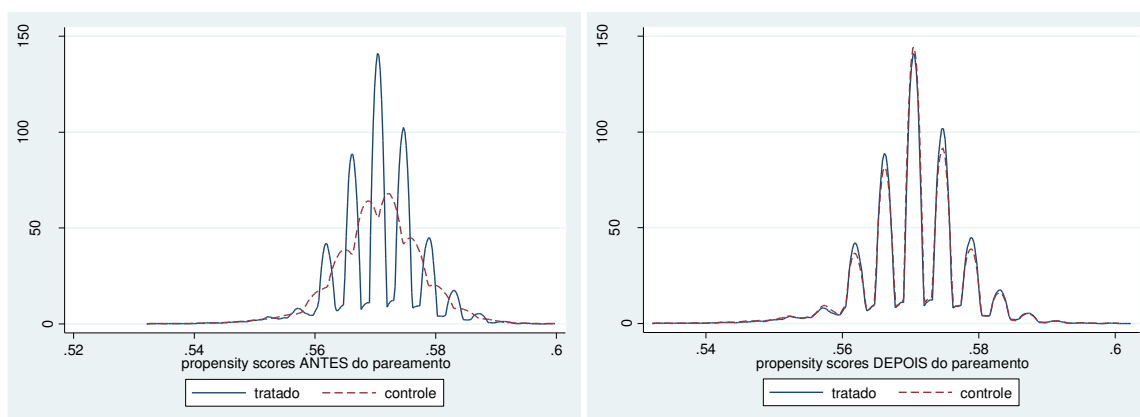 150
100
50
0
.52 .54 .56 .58 .6
propensity scores ANTES do pareamento
tratado controle
150
100
50
0
.54 .56 .58 .6
propensity scores DEPOIS do pareamento
tratado controle